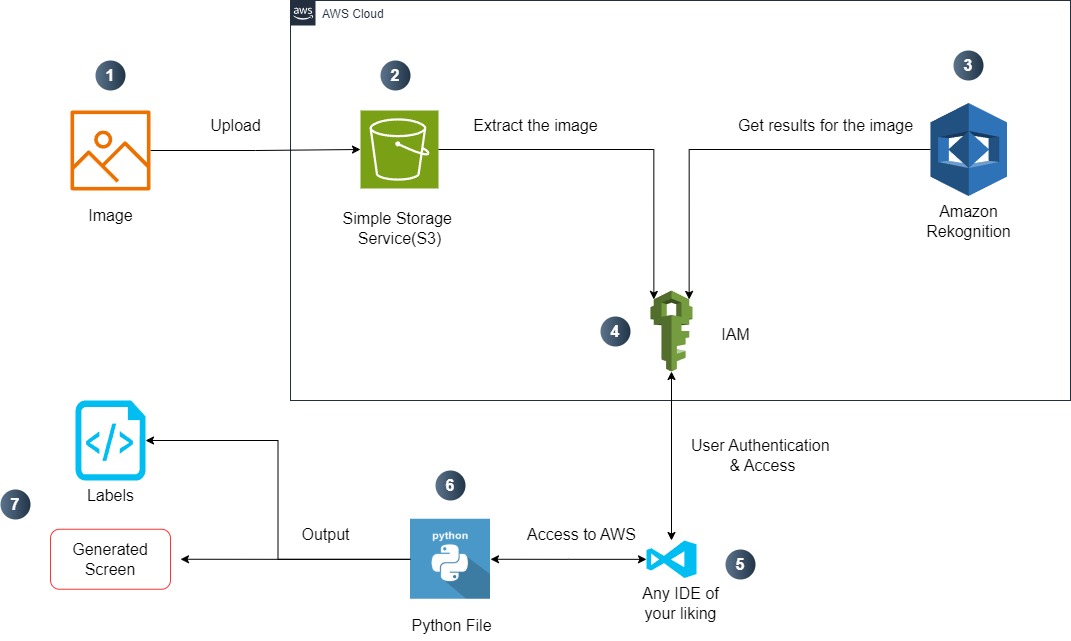 aws
AWS Cloud
1
2
3
Upload
Extract the image
Get results for the image
Image
Simple Storage
Service(S3)
Amazon
Rekognition
4
IAM
User Authentication
& Access
Labels
7
6
Generated
Screen
Output
python
Access to AWS
5
Any IDE of
your liking
Python File